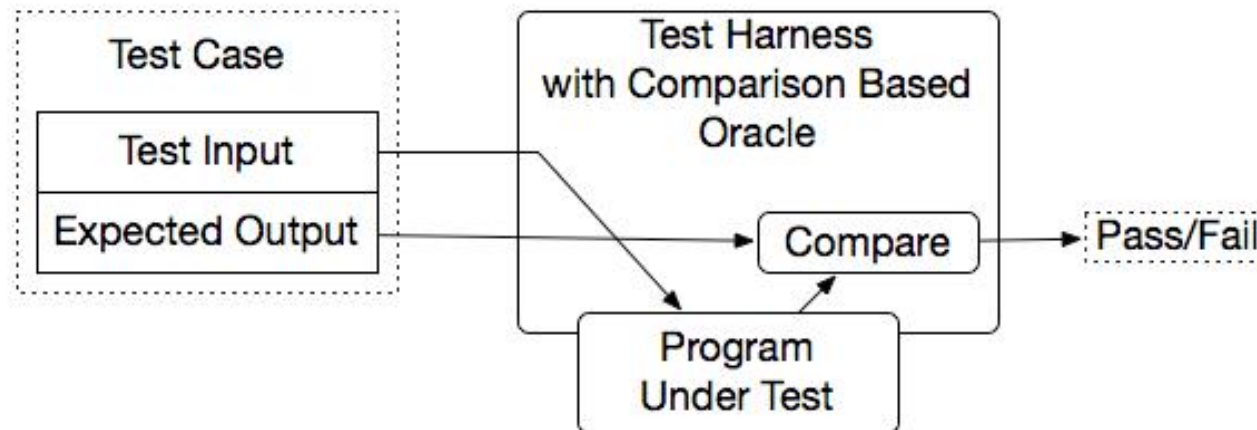 Test Case
Test Input
Expected Output
Test Harness
with Comparison Based
Oracle
Compare
Pass/Fail
Program
Under Test